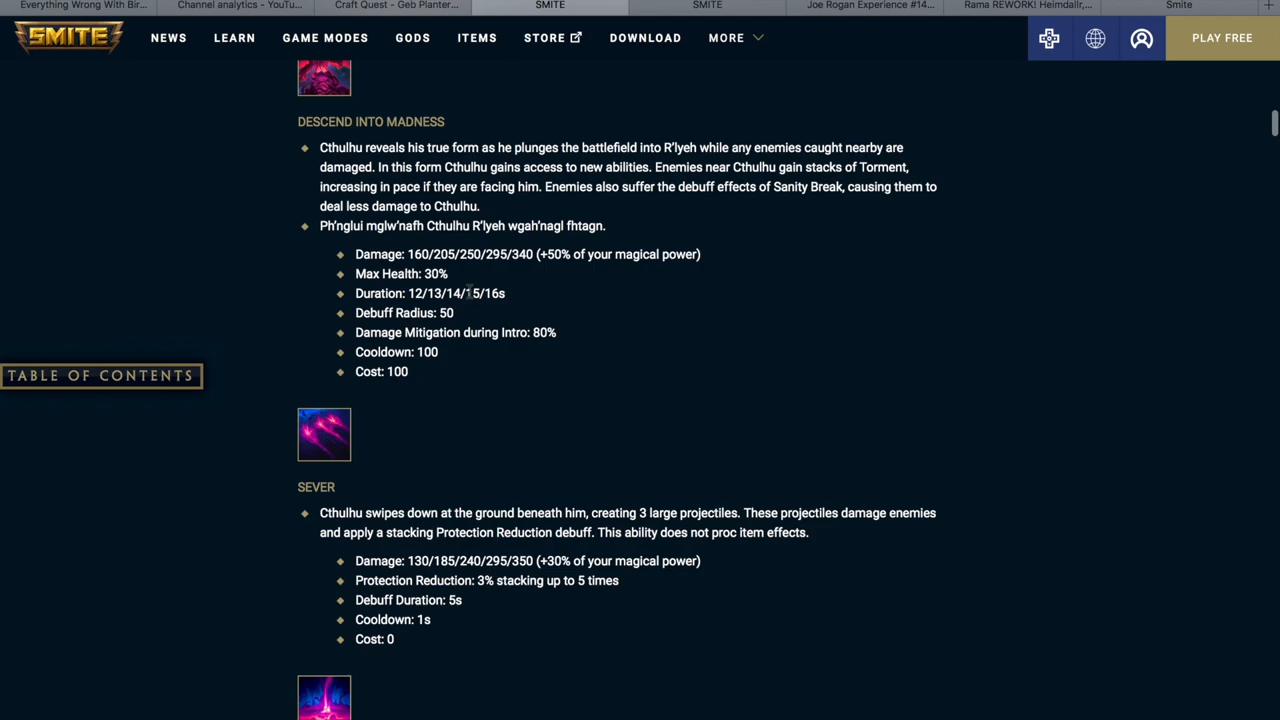 Everything Wrong With Bir... Channel analytics - YouTu... Craft Quest - Geb Planter... SMITE SMITE Joe Rogan Experience #14... Rama REWORK! Heimdallr,... Smite
SMITE NEWS LEARN GAME MODES GODS ITEMS STORE DOWNLOAD MORE PLAY FREE
DESCEND INTO MADNESS
Cthulhu reveals his true form as he plunges the battlefield into R'lyeh while any enemies caught nearby are
damaged. In this form Cthulhu gains access to new abilities. Enemies near Cthulhu gain stacks of Torment,
increasing in pace if they are facing him. Enemies also suffer the debuff effects of Sanity Break, causing them to
deal less damage to Cthulhu.
Ph'nglui mglw'nafh Cthulhu R'lyeh wgah'nagl fhtagn.
Damage: 160/205/250/295/340 (+50% of your magical power)
Max Health: 30%
Duration: 12/13/14/15/16s
Debuff Radius: 50
Damage Mitigation during Intro: 80%
Cooldown: 100
Cost: 100
TABLE OF CONTENTS
SEVER
Cthulhu swipes down at the ground beneath him, creating 3 large projectiles. These projectiles damage enemies
and apply a stacking Protection Reduction debuff. This ability does not proc item effects.
Damage: 130/185/240/295/350 (+30% of your magical power)
Protection Reduction: 3% stacking up to 5 times
Debuff Duration: 5s
Cooldown: 1s
Cost: 0